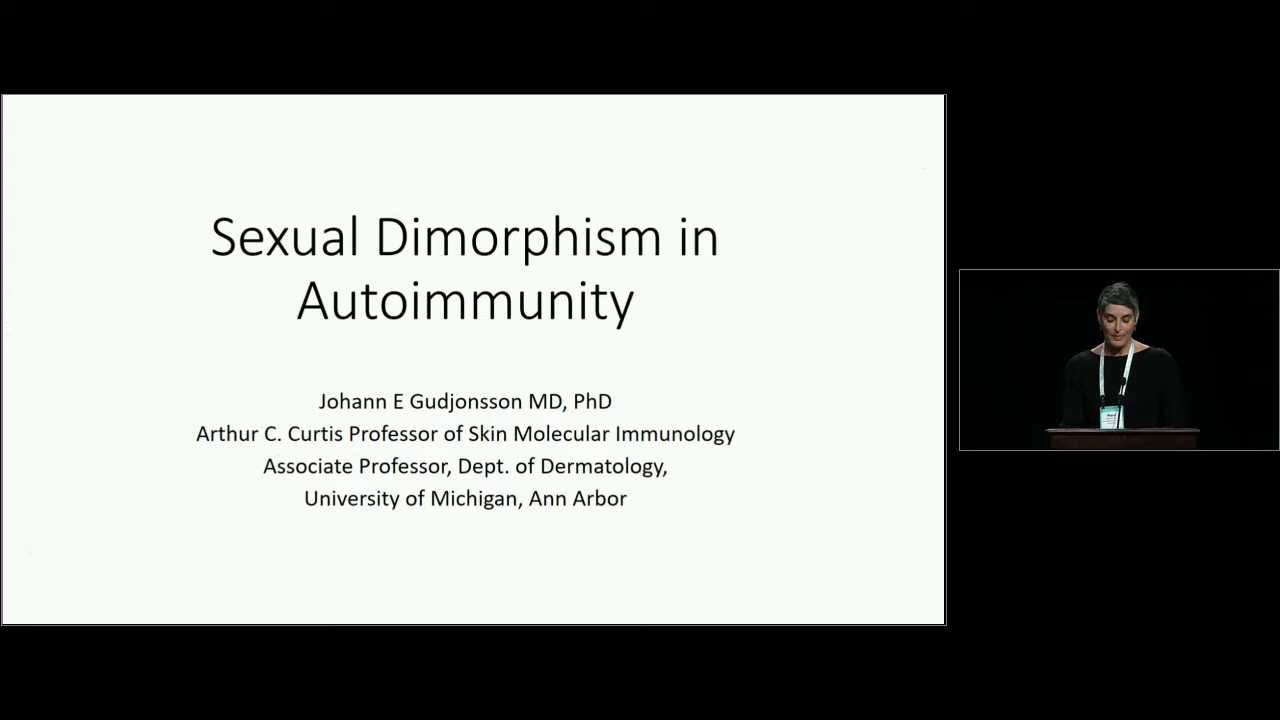 Sexual Dimorphism in
Autoimmunity
Johann E Gudjonsson MD, PhD
Arthur C. Curtis Professor of Skin Molecular Immunology
Associate Professor, Dept. of Dermatology,
University of Michigan, Ann Arbor